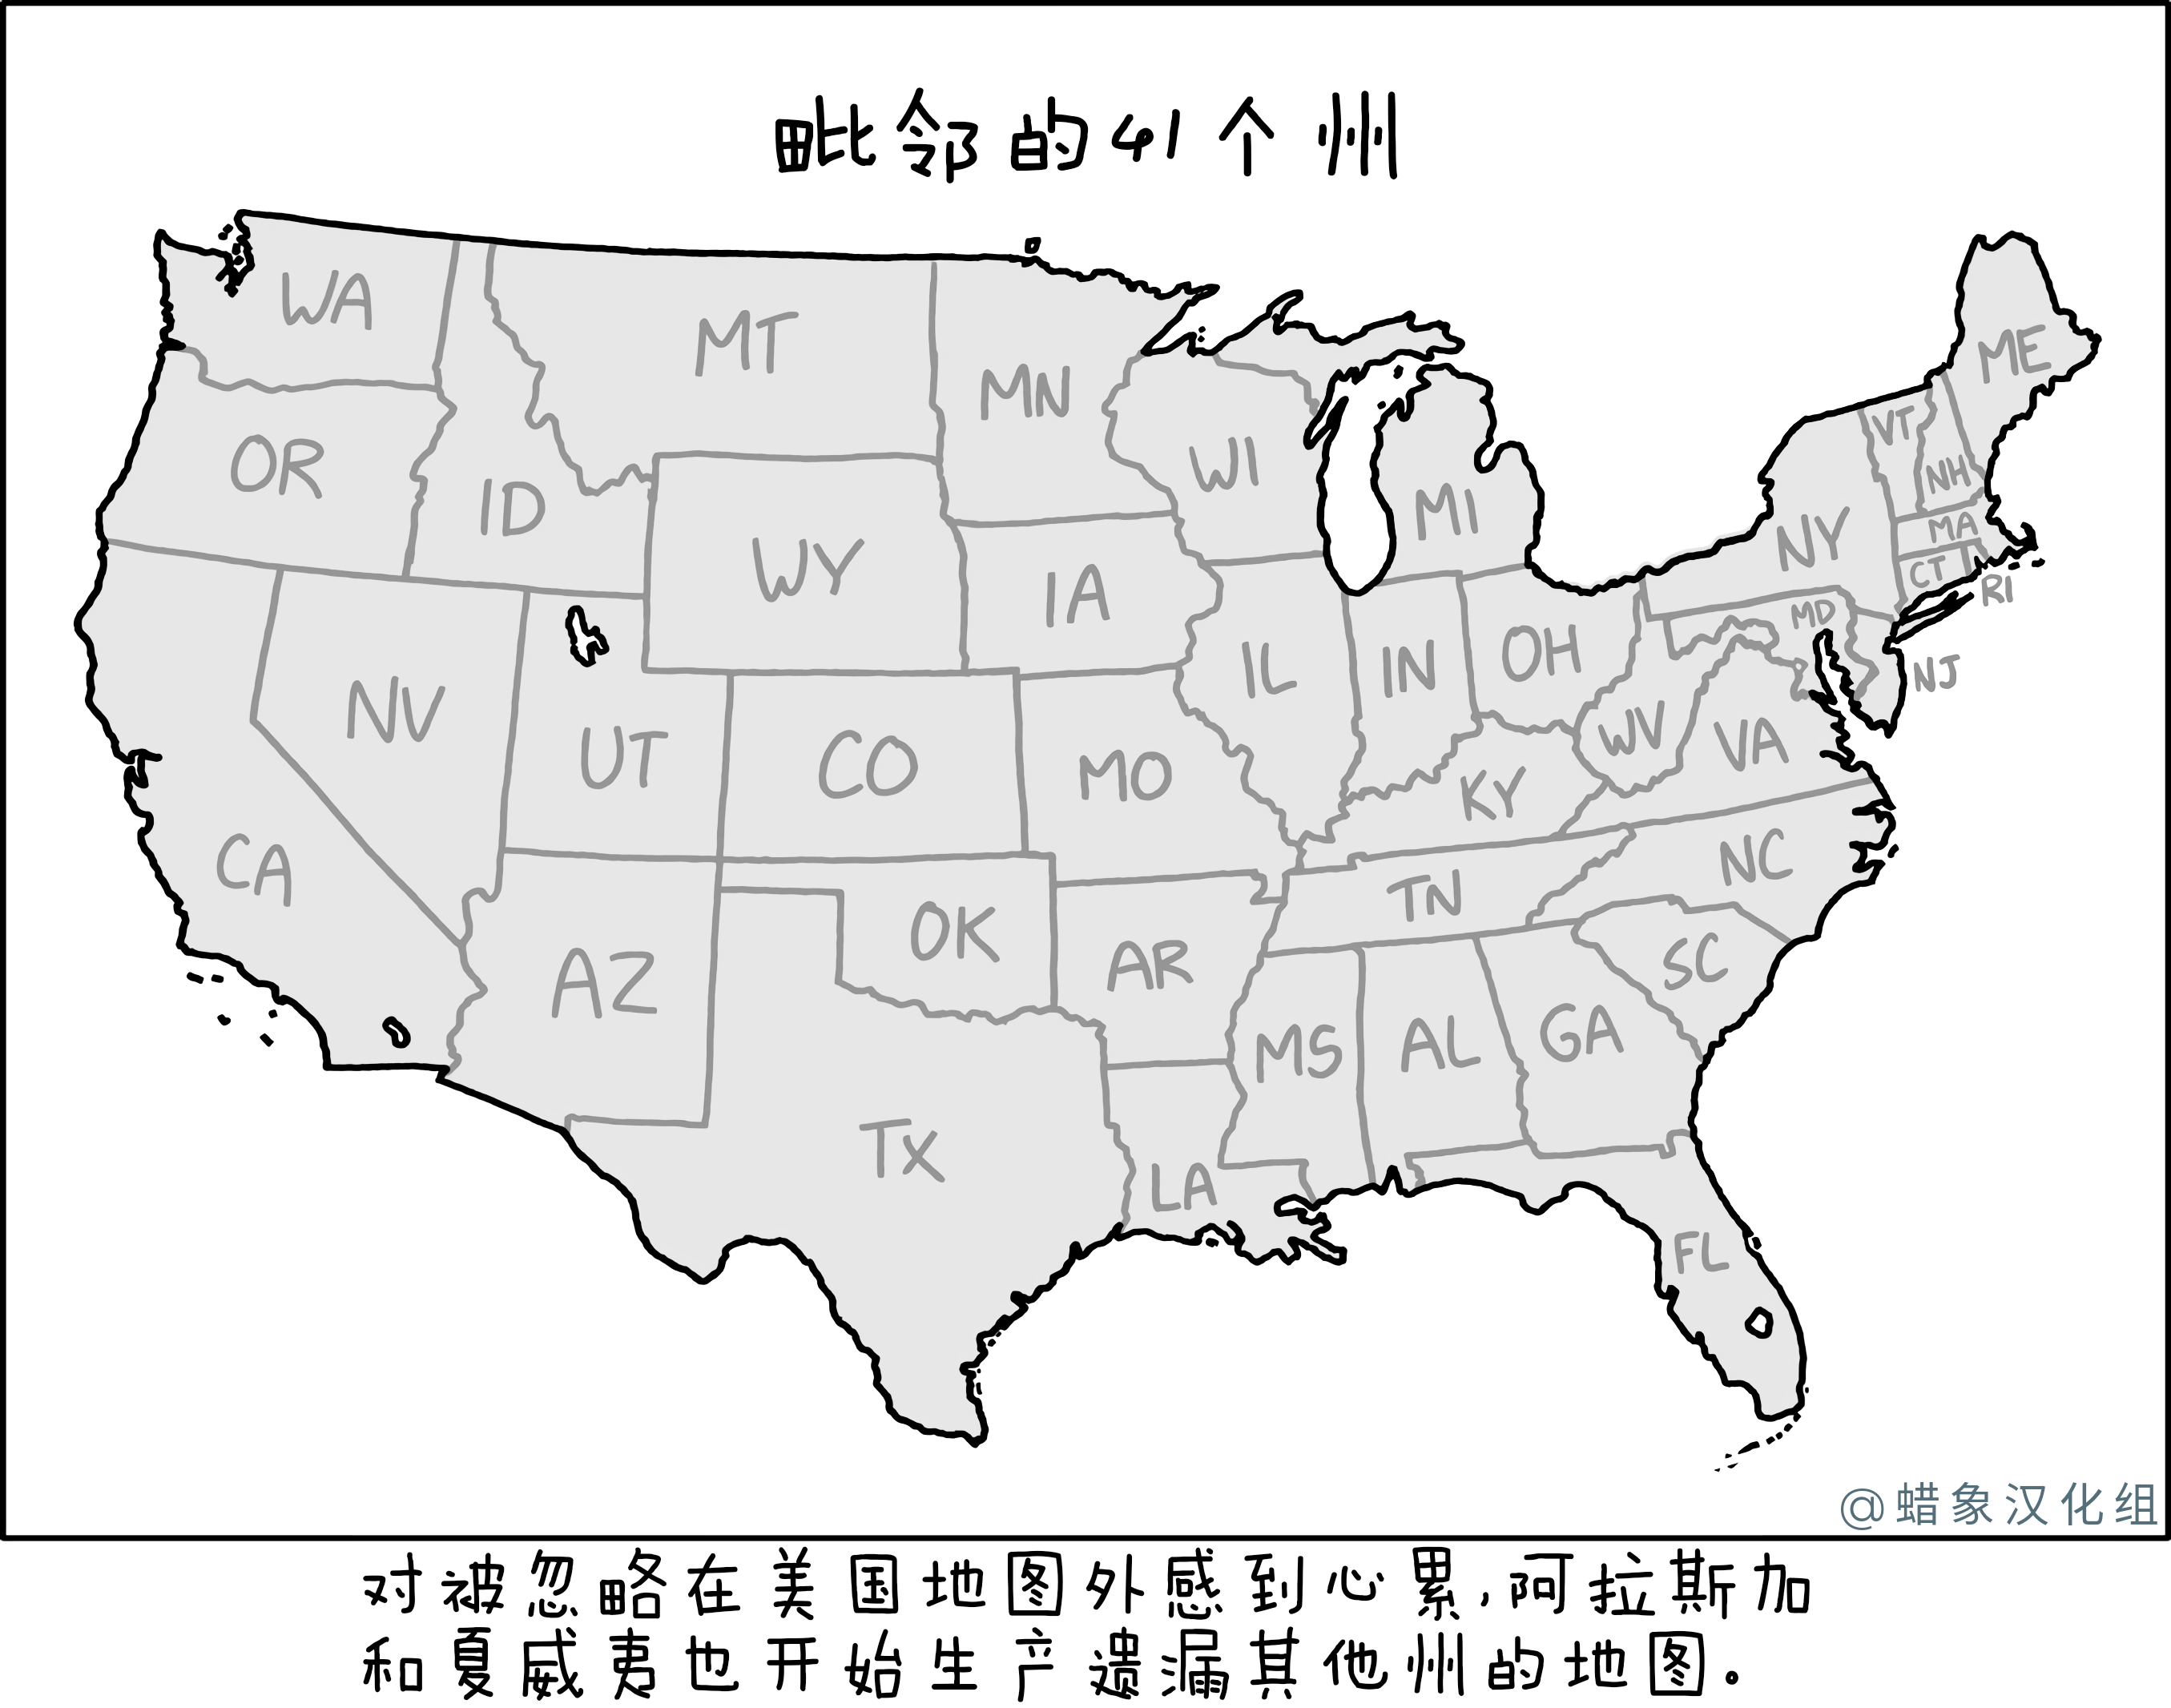 毗邻的41个州
WA
MT
ME
MN
VT
OR
ID
WI
NH
MI
MA
NY
WY
CT
RI
IA
MD
OH
IL
IN
NJ
NV
WV
VA
UT
CO
MO
KY
CA
NC
TN
OK
SC
AZ
AR
GA
MS
AL
TX
LA
FL
@蜡象汉化组
对被忽略在美国地图外感到心累,阿拉斯加
和夏威夷也开始生产遗漏其他州的地图。